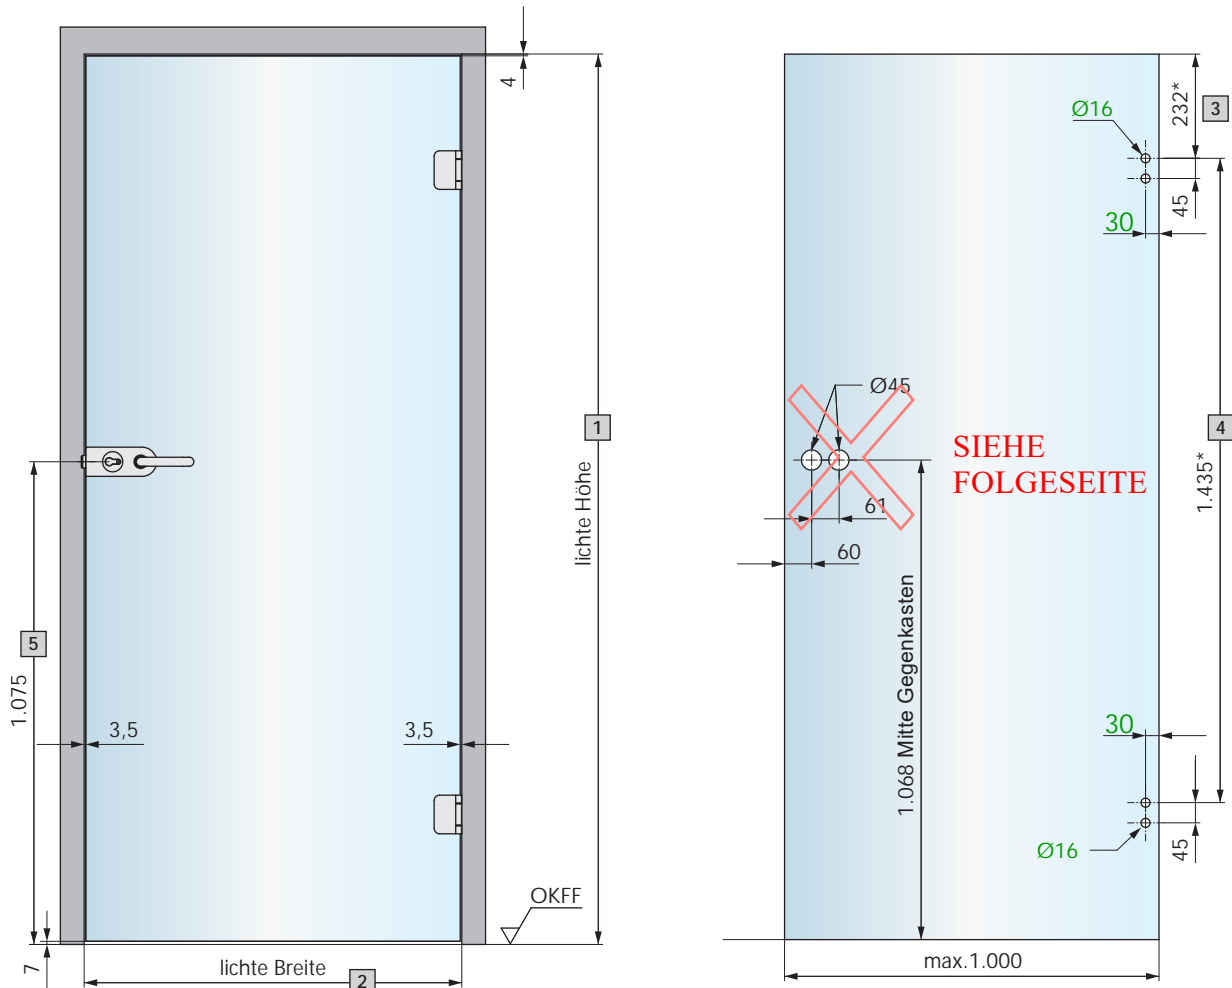 4
1
lichte Höhe
5
1.075
3,5
3,5
OKFF
7
lichte Breite
2
Ø16
232*
3
45
30
Ø45
SIEHE
FOLGESEITE
4
1.435*
61
60
1.068 Mitte Gegenkasten
30
Ø16
45
max.1.000